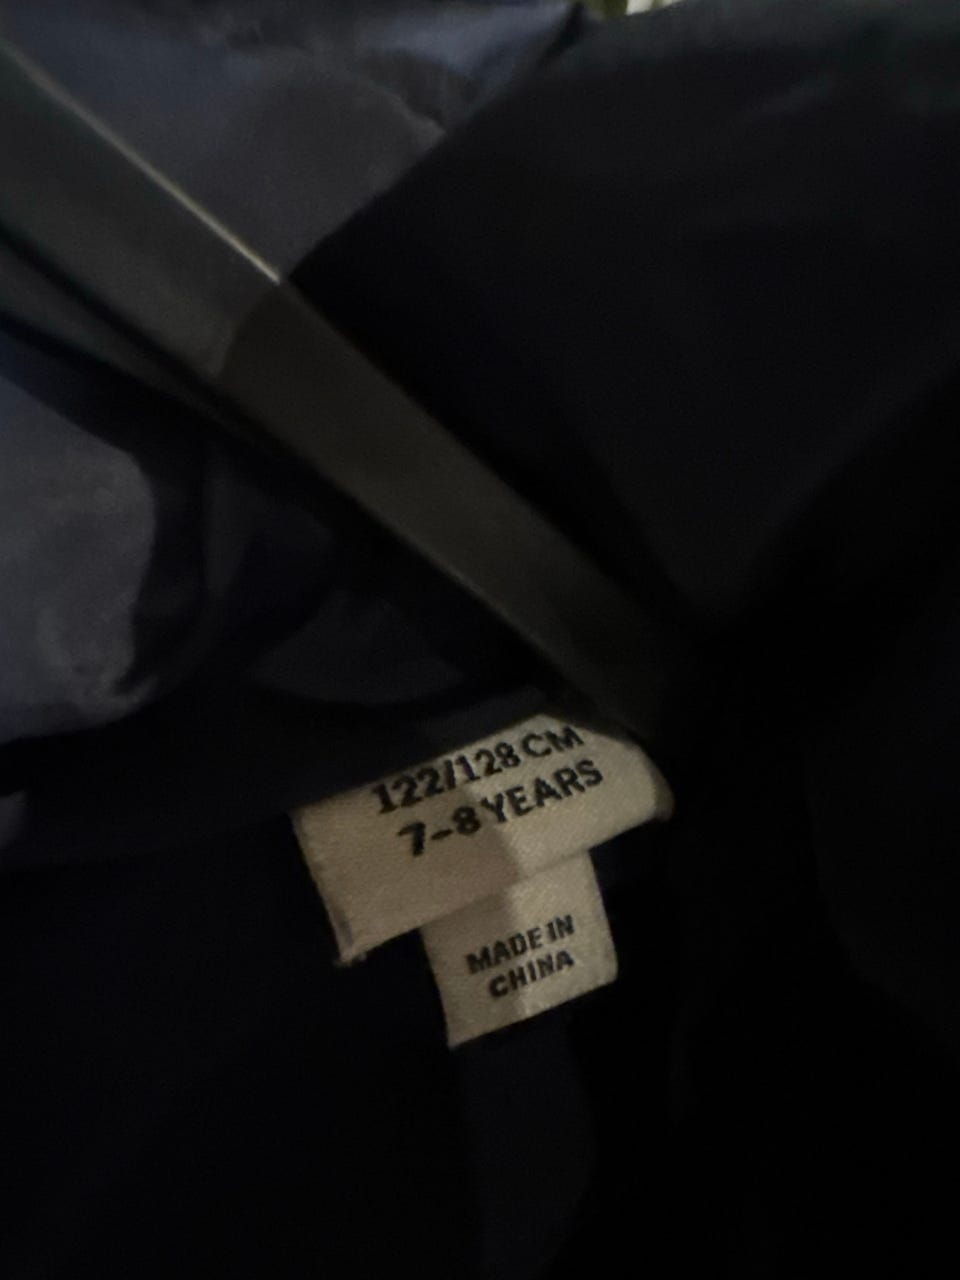 122/128 CM
7-8 YEARS
MADE IN
CHINA